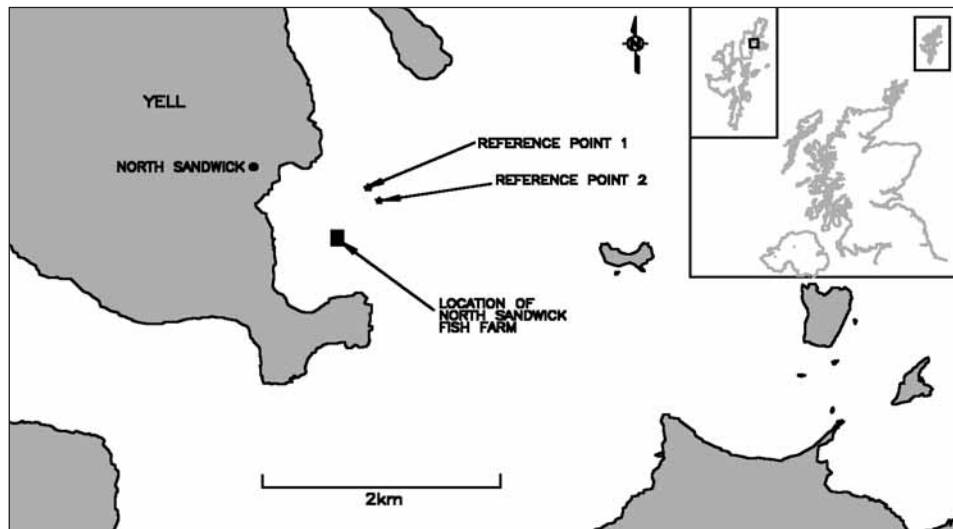 N
YELL
REFERENCE POINT 1
NORTH SANDWICK
REFERENCE POINT 2
LOCATION OF
NORTH SANDWICK
FISH FARM
2km